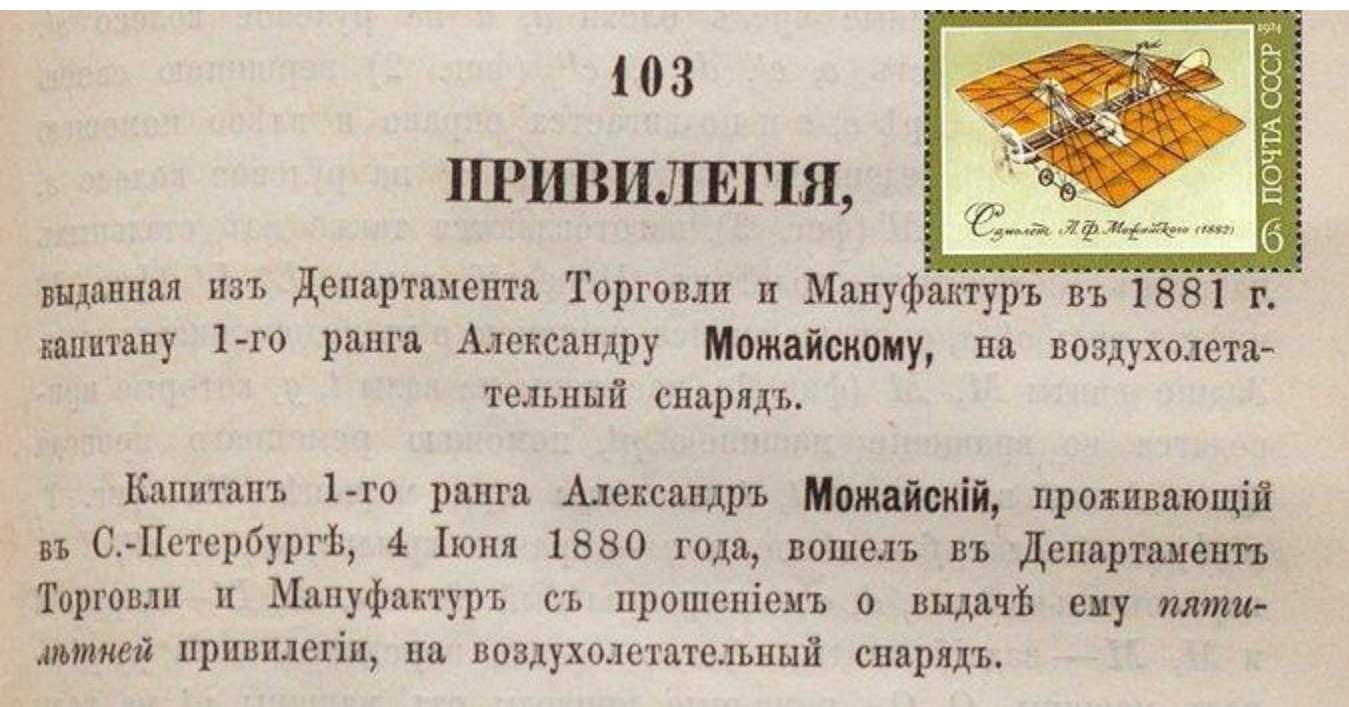 103
ПРИВИЛЕГІЯ,
выданная изъ Департамента Торговли и Мануфактуръ въ 1881 г.
капитану 1-го ранга Александру Можайскому, на воздухолета-
тельный снарядъ.
Капитанъ 1-го ранга Александръ Можайскій, проживающій
въ С.-Петербургѣ, 4 Іюня 1880 года, вошелъ въ Департаментъ
Торговли и Мануфактуръ съ прошеніемъ о выдачѣ ему пяти-
лѣтней привилегіи, на воздухолетательный снарядъ.
Самолёт А.Ф. Можайского (1882)
1974
ПОЧТА СССР
6к